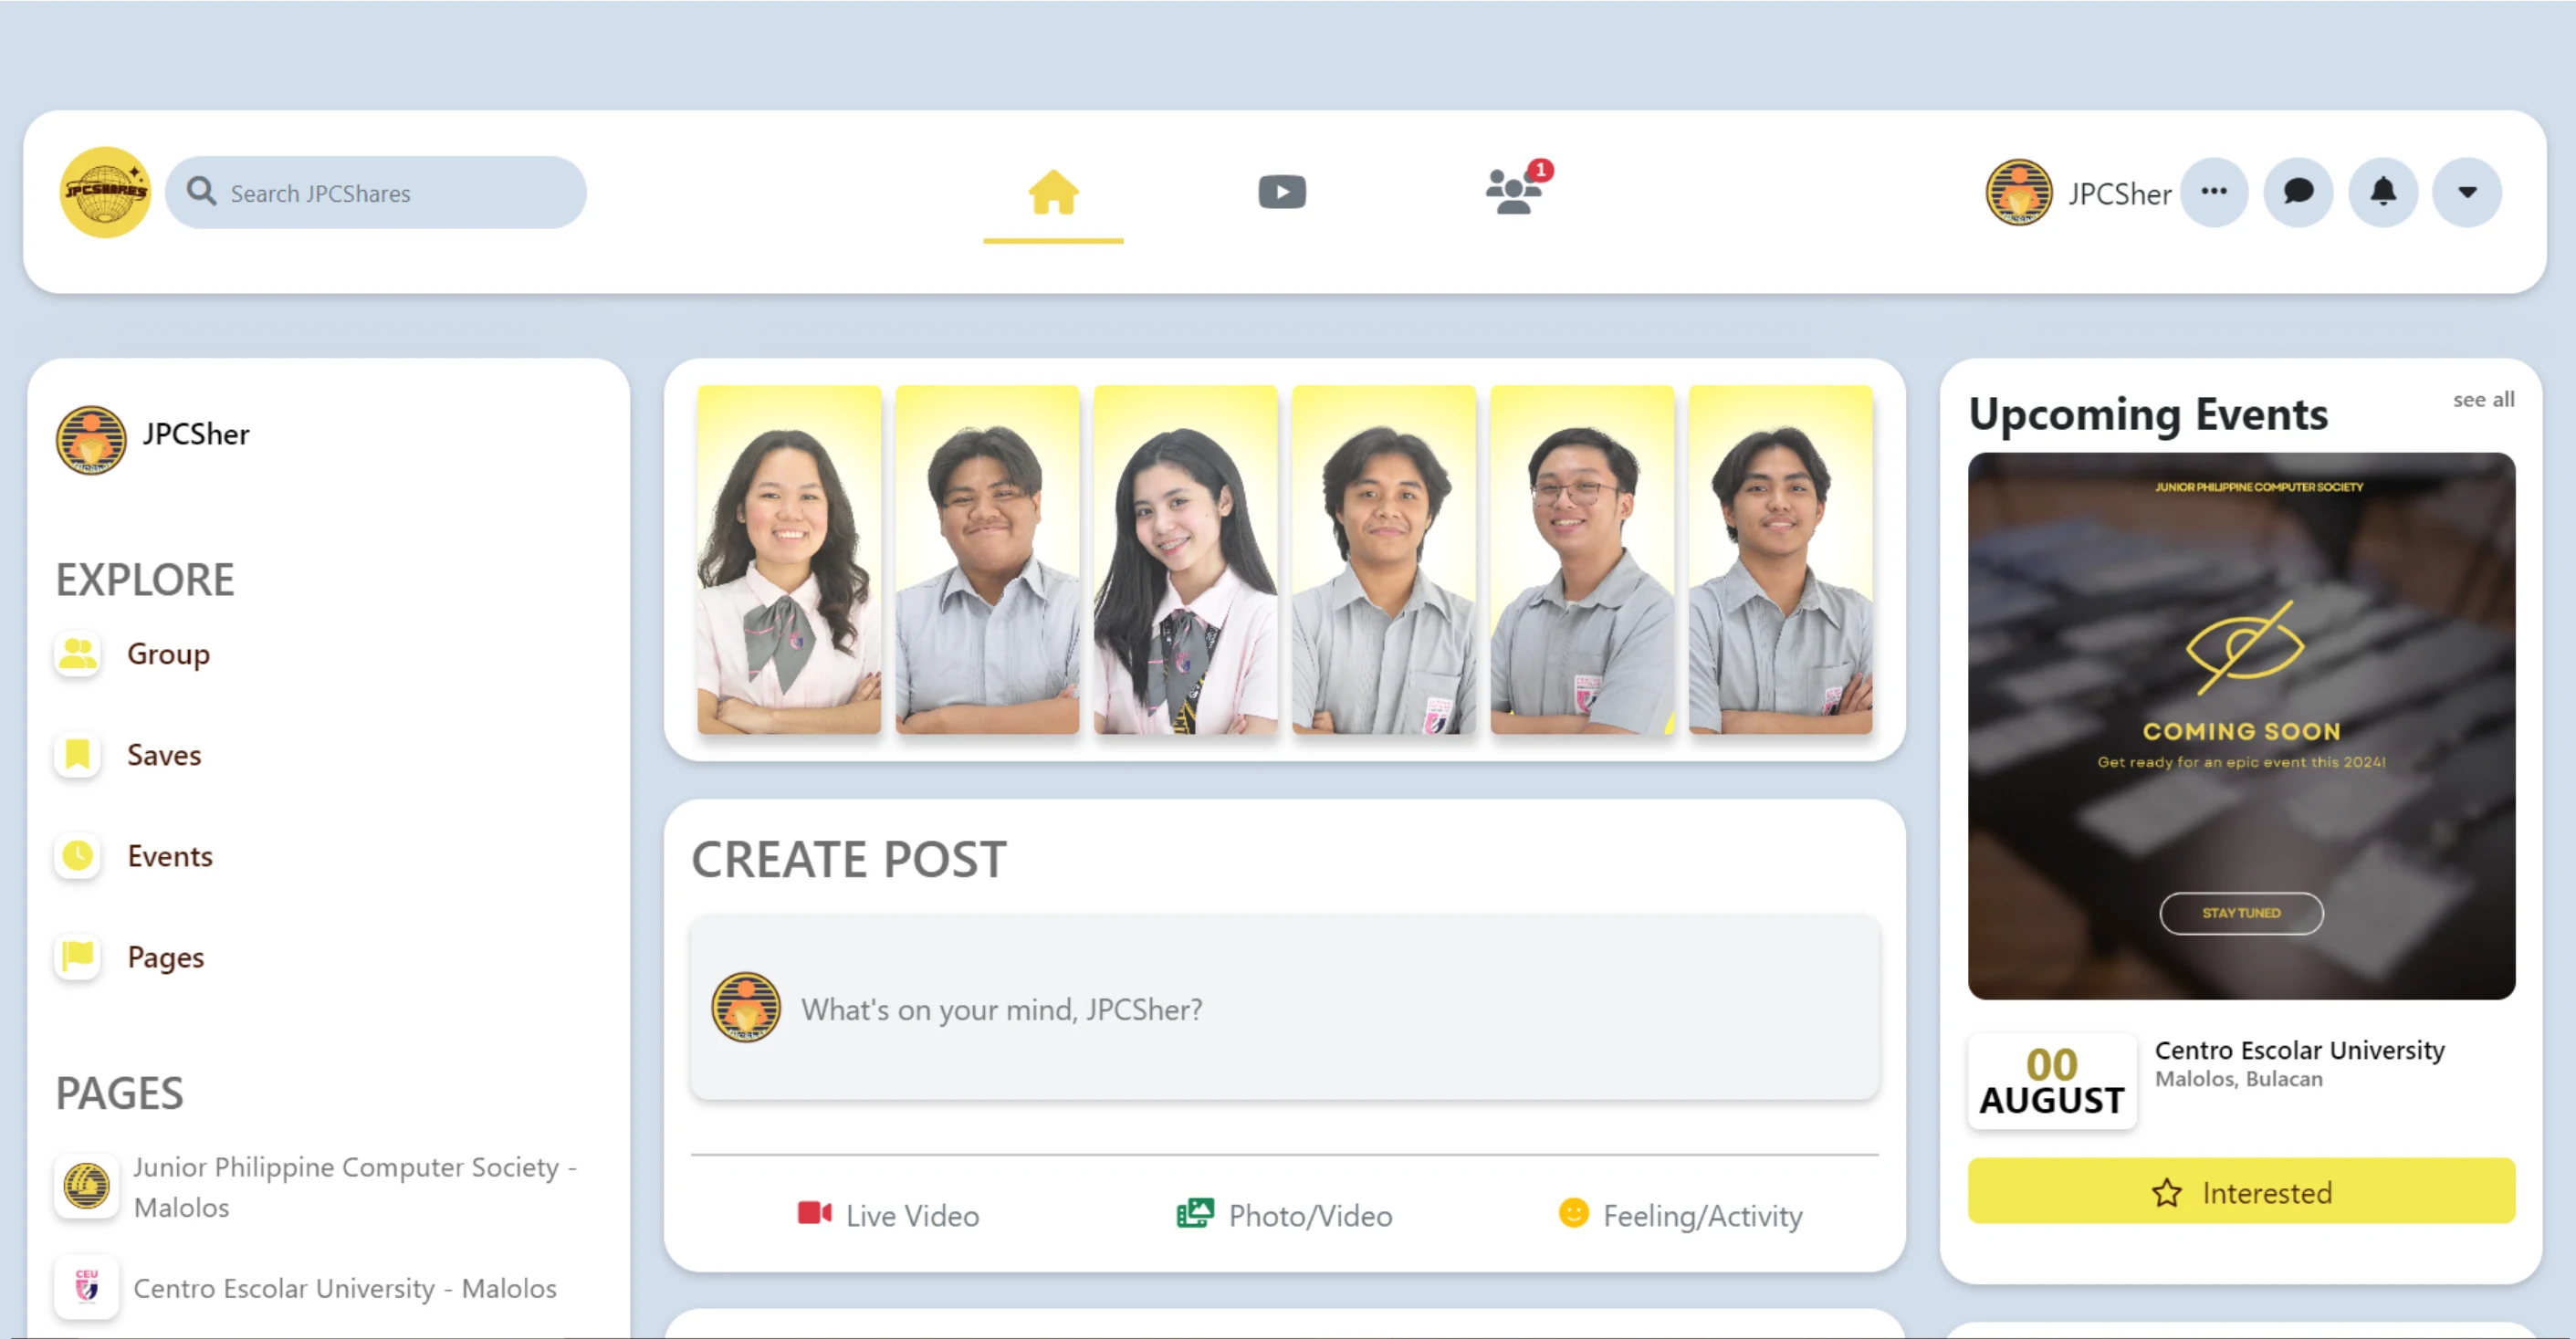 JPCSHARES
Search JPCShares
1
JPCSher
JPCSher
EXPLORE
Group
Saves
Events
Pages
PAGES
Junior Philippine Computer Society -
Malolos
CEU
Centro Escolar University - Malolos
CREATE POST
What's on your mind, JPCSher?
Live Video
Photo/Video
Feeling/Activity
Upcoming Events
see all
JUNIOR PHILIPPINE COMPUTER SOCIETY
COMING SOON
Get ready for an epic event this 2024!
STAY TUNED
00
AUGUST
Centro Escolar University
Malolos, Bulacan
Interested